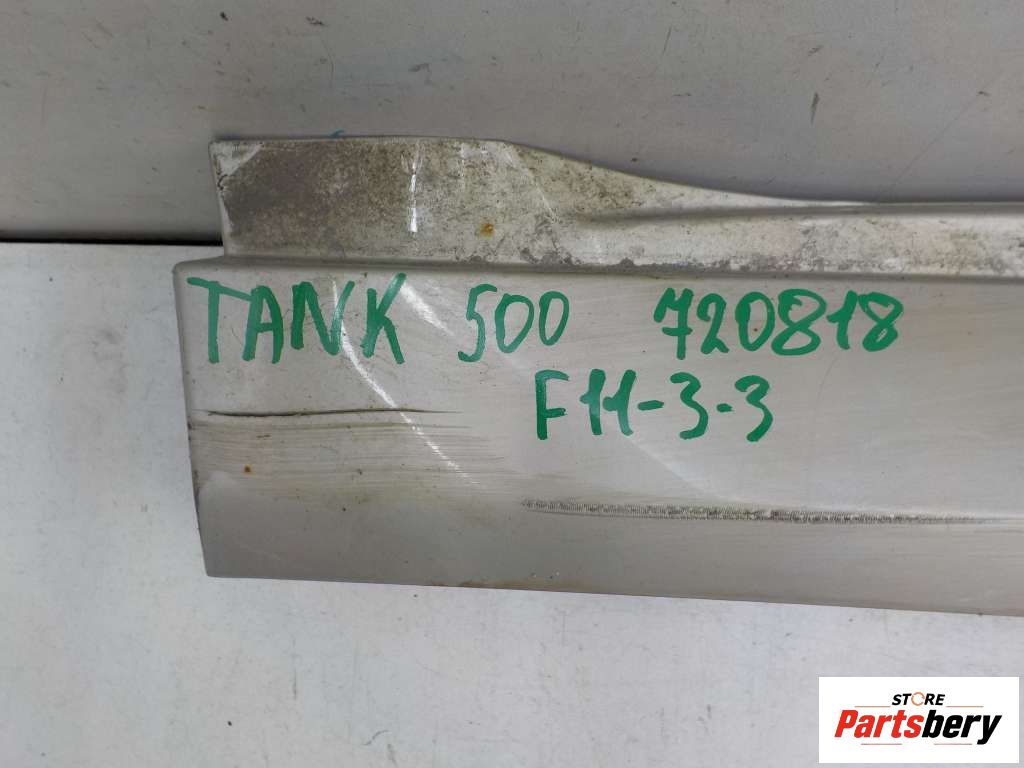 TANK 500 720818
F11-3-3
STORE
Partsbery